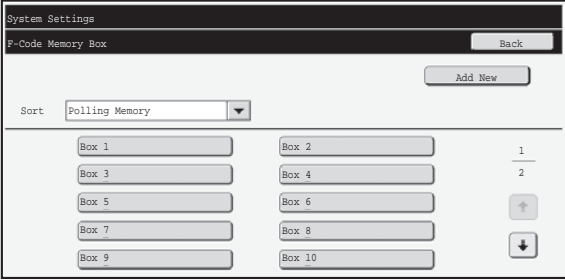 System Settings
F-Code Memory Box
Back
Add New
Sort Polling Memory
Box 1 Box 2
Box 3 Box 4
Box 5 Box 6
Box 7 Box 8
Box 9 Box 10
1
2